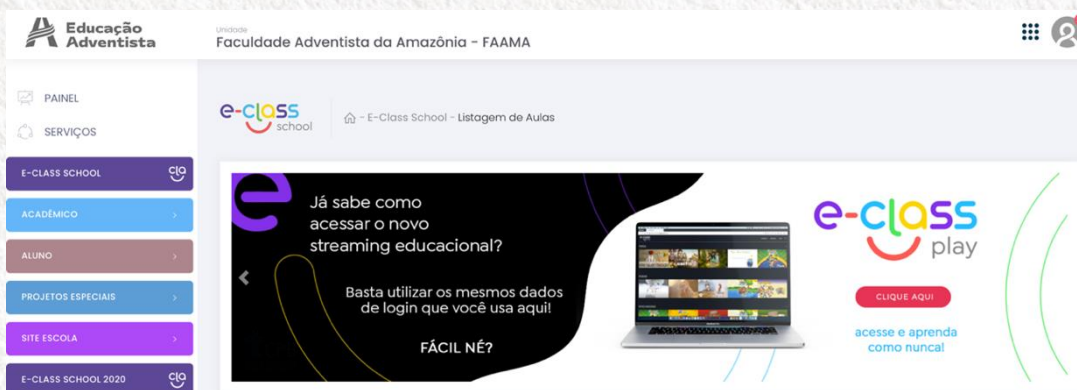 Educação
Adventista
Unidade
Faculdade Adventista da Amazônia - FAAMA
PAINEL
SERVIÇOS
E-CLASS SCHOOL
ACADÊMICO
ALUNO
PROJETOS ESPECIAIS
SITE ESCOLA
E-CLASS SCHOOL 2020
e-class
school
- E-Class School - Listagem de Aulas
e
Já sabe como
acessar o novo
streaming educacional?
Basta utilizar os mesmos dados
de login que você usa aqui!
FÁCIL NÉ?
e-class
play
CLIQUE AQUI
acesse e aprenda
como nunca!